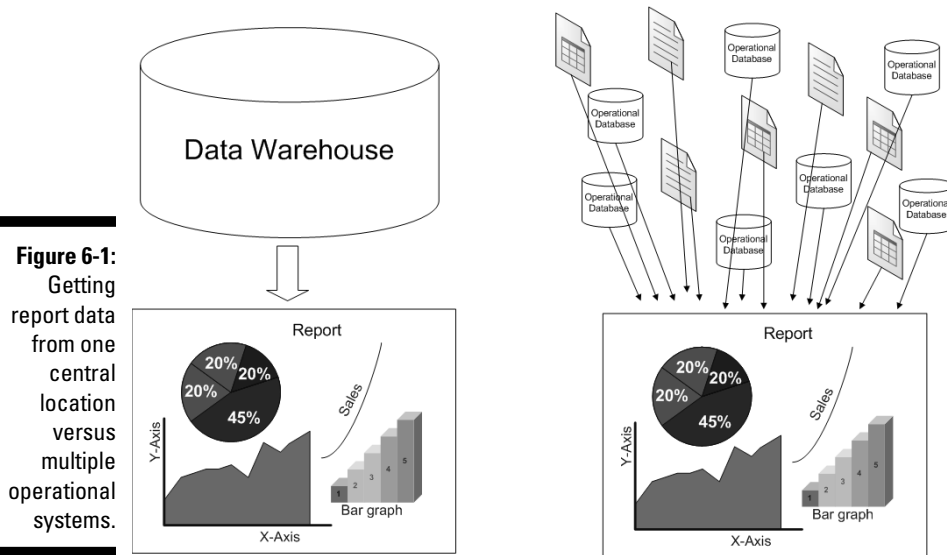 Figure 6-1:
Getting
report data
from one
central
location
versus
multiple
operational
systems.
Data Warehouse
Report
20%
20%
20%
45%
Sales
Y-Axis
X-Axis
1
2
3
4
5
Bar graph
Operational
Database
Operational
Database
Operational
Database
Operational
Database
Operational
Database
Operational
Database
Operational
Database
Report
20%
20%
20%
45%
Sales
Y-Axis
X-Axis
1
2
3
4
5
Bar graph